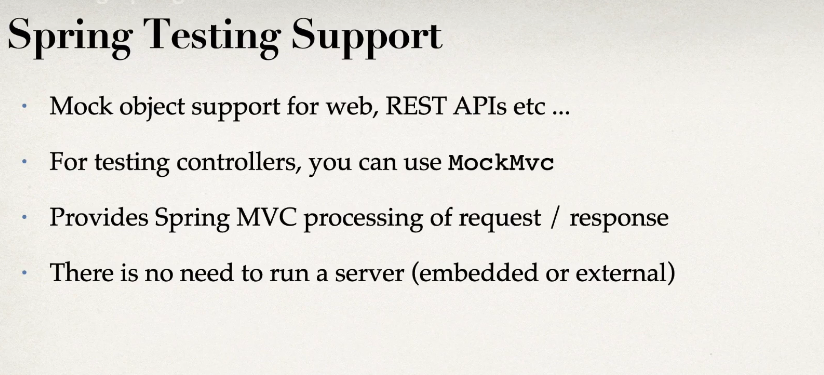 Spring Testing Support
• Mock object support for web, REST APIs etc ...
• For testing controllers, you can use MockMvc
• Provides Spring MVC processing of request / response
• There is no need to run a server (embedded or external)